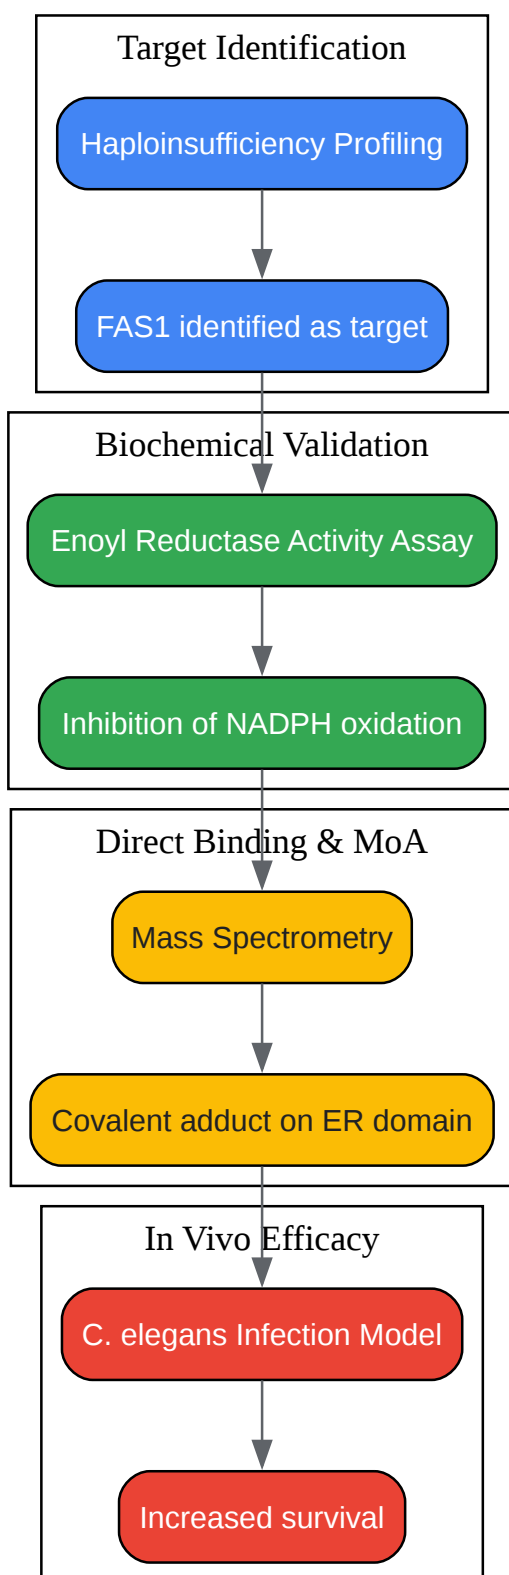 Target Identification
Haploinsufficiency Profiling
FAS1 identified as target
Biochemical Validation
Enoyl Reductase Activity Assay
Inhibition of NADPH oxidation
Direct Binding & MoA
Mass Spectrometry
Covalent adduct on ER domain
In Vivo Efficacy
C. elegans Infection Model
Increased survival